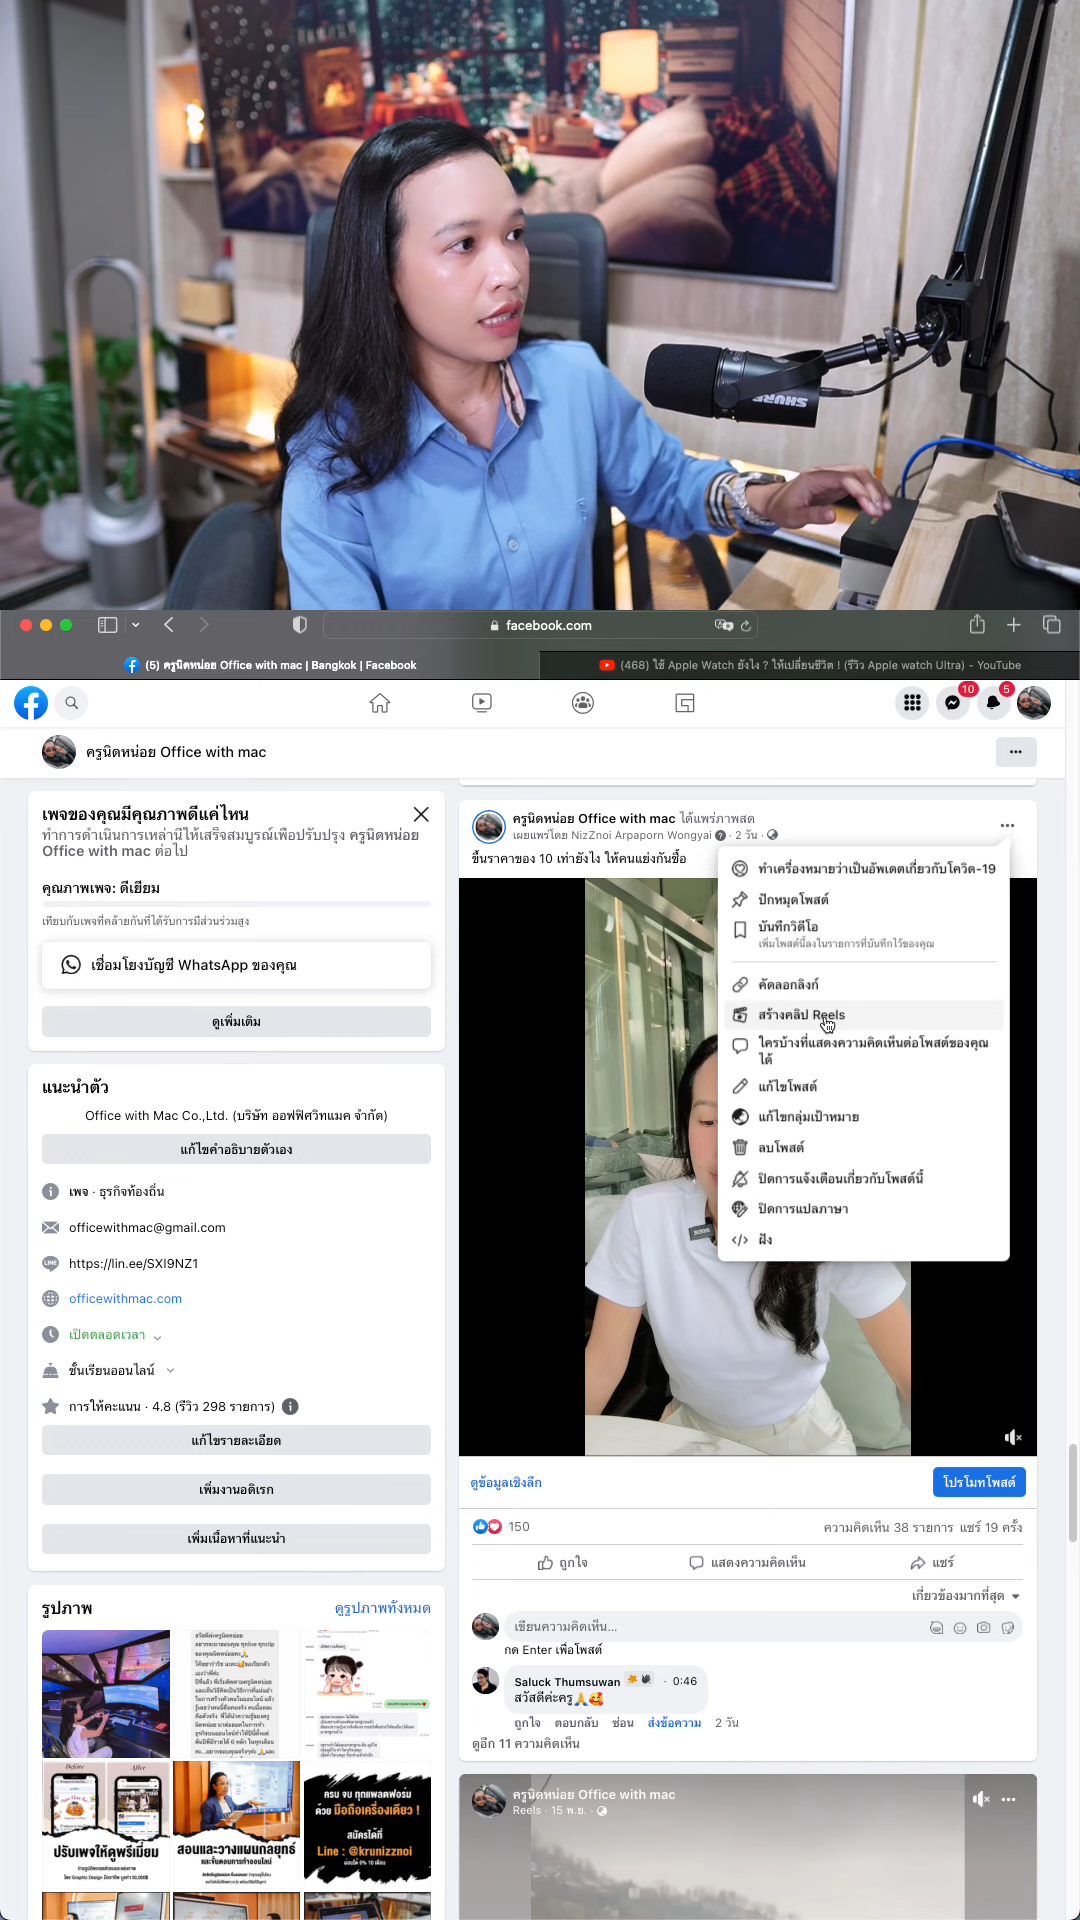 SHURE
facebook.com
(5) ครูนิดหน่อย Office with mac | Bangkok | Facebook
(468) ใช้ Apple Watch ยังไง ? ให้เปลี่ยนชีวิต ! (รีวิว Apple watch Ultra) - YouTube
10
5
ครูนิดหน่อย Office with mac
เพจของคุณมีคุณภาพดีแค่ไหน
ทำการดำเนินการเหล่านี้ให้เสร็จสมบูรณ์เพื่อปรับปรุง ครูนิดหน่อย
Office with mac ต่อไป
คุณภาพเพจ: ดีเยี่ยม
เทียบกับเพจที่คล้ายกันที่ได้รับการมีส่วนร่วมสูง
เชื่อมโยงบัญชี WhatsApp ของคุณ
ดูเพิ่มเติม
แนะนำตัว
Office with Mac Co.,Ltd. (บริษัท ออฟฟิศวิทแมค จำกัด)
แก้ไขคำอธิบายตัวเอง
เพจ · ธุรกิจท้องถิ่น
officewithmac@gmail.com
https://lin.ee/SXI9NZ1
officewithmac.com
เปิดตลอดเวลา
ชั้นเรียนออนไลน์
การให้คะแนน · 4.8 (รีวิว 298 รายการ)
แก้ไขรายละเอียด
เพิ่มงานอดิเรก
เพิ่มเนื้อหาที่แนะนำ
รูปภาพ
ดูรูปภาพทั้งหมด
Before
After
ปรับเพจให้ดูพรีเมี่ยม
สอนและวางแผนกลยุทธ์
และขั้นตอนการทำออนไลน์
ครบ จบ ทุกแพลตฟอร์ม
ด้วย มือถือเครื่องเดียว !
สมัครได้ที่
Line : @krunizznoi
ผ่อนได้ 0% 10 เดือน
ครูนิดหน่อย Office with mac ได้แพร่ภาพสด
เผยแพร่โดย NizZnoi Arpaporn Wongyai · 2 วัน ·
ขึ้นราคาของ 10 เท่ายังไง ให้คนแย่งกันซื้อ
ทำเครื่องหมายว่าเป็นอัพเดตเกี่ยวกับโควิด-19
ปักหมุดโพสต์
บันทึกวิดีโอ
เพิ่มโพสต์นี้ลงในรายการที่บันทึกไว้ของคุณ
คัดลอกลิงก์
สร้างคลิป Reels
ใครบ้างที่แสดงความคิดเห็นต่อโพสต์ของคุณ
ได้
แก้ไขโพสต์
แก้ไขกลุ่มเป้าหมาย
ลบโพสต์
ปิดการแจ้งเตือนเกี่ยวกับโพสต์นี้
ปิดการแปลภาษา
ฝัง
ดูข้อมูลเชิงลึก
โปรโมทโพสต์
150
ความคิดเห็น 38 รายการ แชร์ 19 ครั้ง
ถูกใจ
แสดงความคิดเห็น
แชร์
เกี่ยวข้องมากที่สุด
เขียนความคิดเห็น...
กด Enter เพื่อโพสต์
Saluck Thumsuwan · 0:46
สวัสดีค่ะครู🙏🥰
ถูกใจ ตอบกลับ ซ่อน ส่งข้อความ 2 วัน
ดูอีก 11 ความคิดเห็น
ครูนิดหน่อย Office with mac
Reels · 15 พ.ย. ·